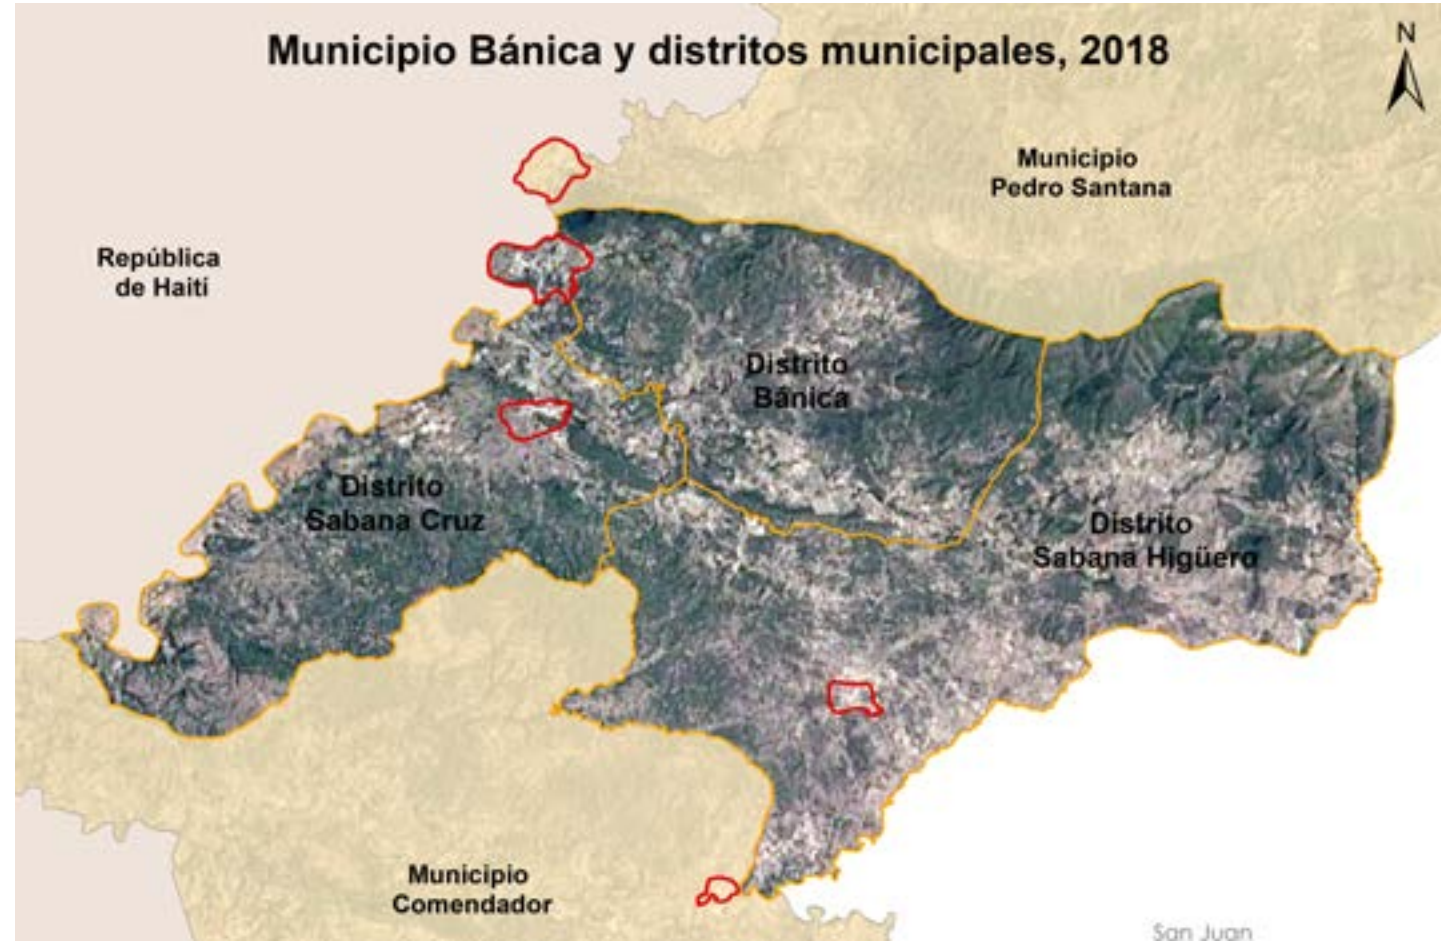 Municipio Bánica y distritos municipales, 2018
N
Municipio
Pedro Santana
República
de Haití
Distrito
Bánica
Distrito
Sabana Cruz
Distrito
Sabana Higüero
Municipio
Comendador
San Juan